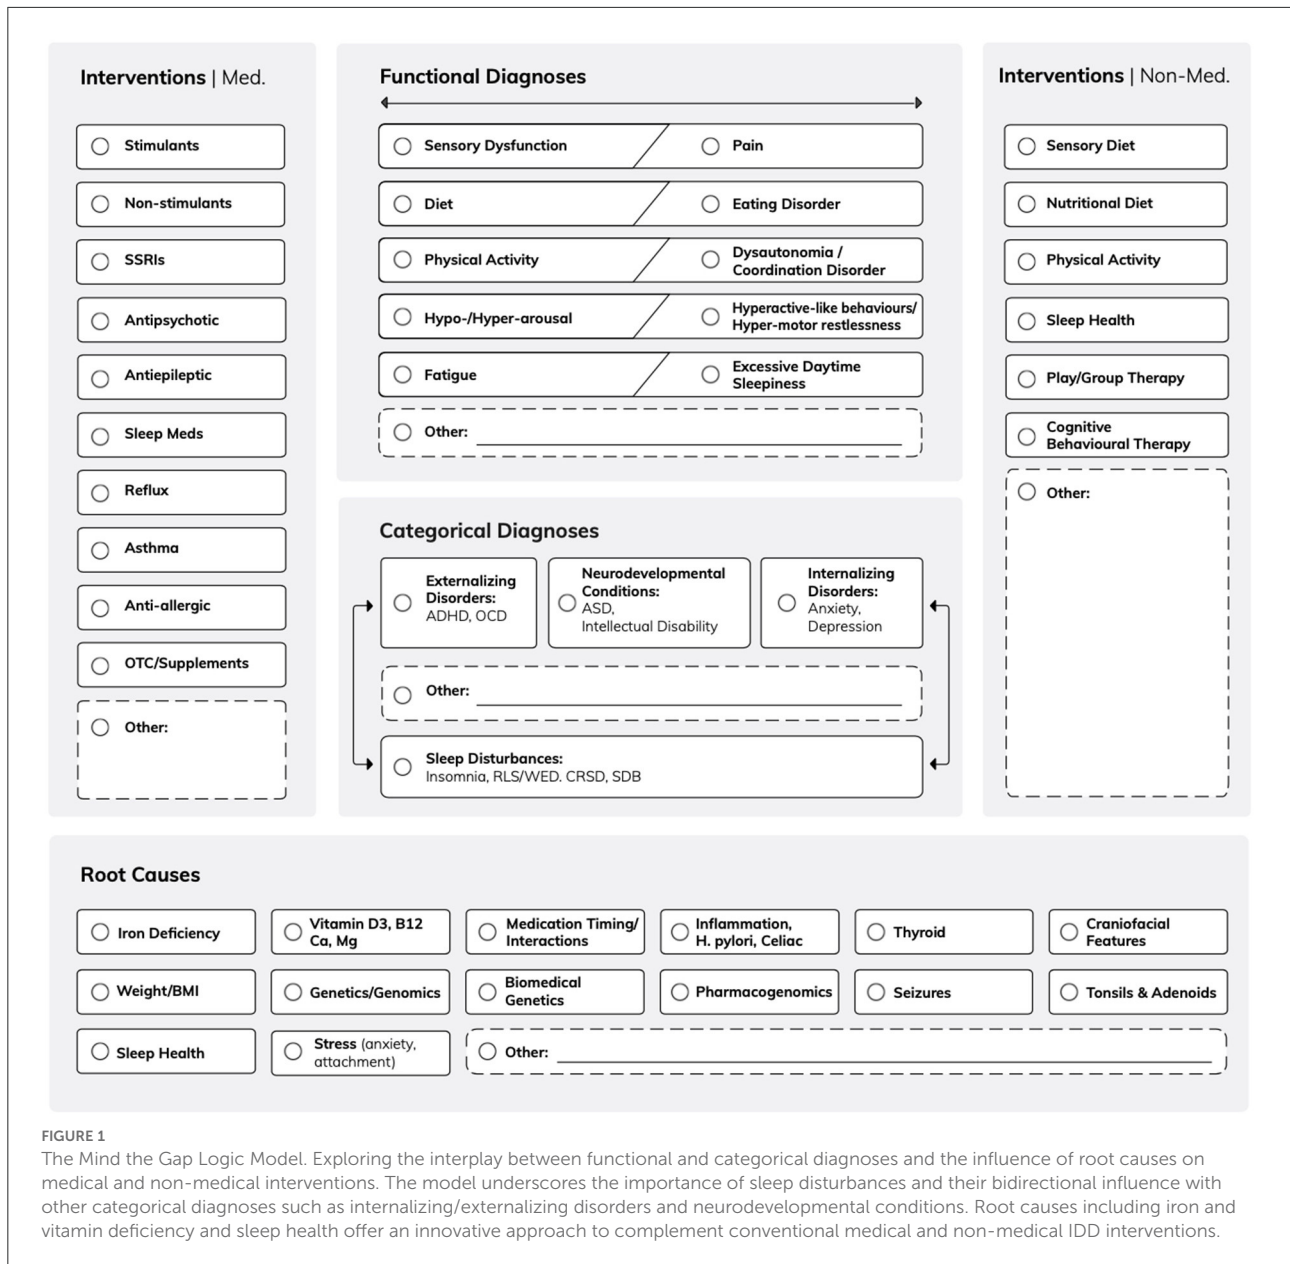 Interventions | Med.
Stimulants
Non-stimulants
SSRIs
Antipsychotic
Antiepileptic
Sleep Meds
Reflux
Asthma
Anti-allergic
OTC/Supplements
Other:
Functional Diagnoses
Sensory Dysfunction
Pain
Diet
Eating Disorder
Physical Activity
Dysautonomia /
Coordination Disorder
Hypo-/Hyper-arousal
Hyperactive-like behaviours/
Hyper-motor restlessness
Fatigue
Excessive Daytime
Sleepiness
Other:
Categorical Diagnoses
Externalizing
Disorders:
ADHD, OCD
Neurodevelopmental
Conditions:
ASD,
Intellectual Disability
Internalizing
Disorders:
Anxiety,
Depression
Other:
Sleep Disturbances:
Insomnia, RLS/WED. CRSD, SDB
Interventions | Non-Med.
Sensory Diet
Nutritional Diet
Physical Activity
Sleep Health
Play/Group Therapy
Cognitive
Behavioural Therapy
Other:
Root Causes
Iron Deficiency
Vitamin D3, B12
Ca, Mg
Medication Timing/
Interactions
Inflammation,
H. pylori, Celiac
Thyroid
Craniofacial
Features
Weight/BMI
Genetics/Genomics
Biomedical
Genetics
Pharmacogenomics
Seizures
Tonsils & Adenoids
Sleep Health
Stress (anxiety,
attachment)
Other:
FIGURE 1
The Mind the Gap Logic Model. Exploring the interplay between functional and categorical diagnoses and the influence of root causes on
medical and non-medical interventions. The model underscores the importance of sleep disturbances and their bidirectional influence with
other categorical diagnoses such as internalizing/externalizing disorders and neurodevelopmental conditions. Root causes including iron and
vitamin deficiency and sleep health offer an innovative approach to complement conventional medical and non-medical IDD interventions.